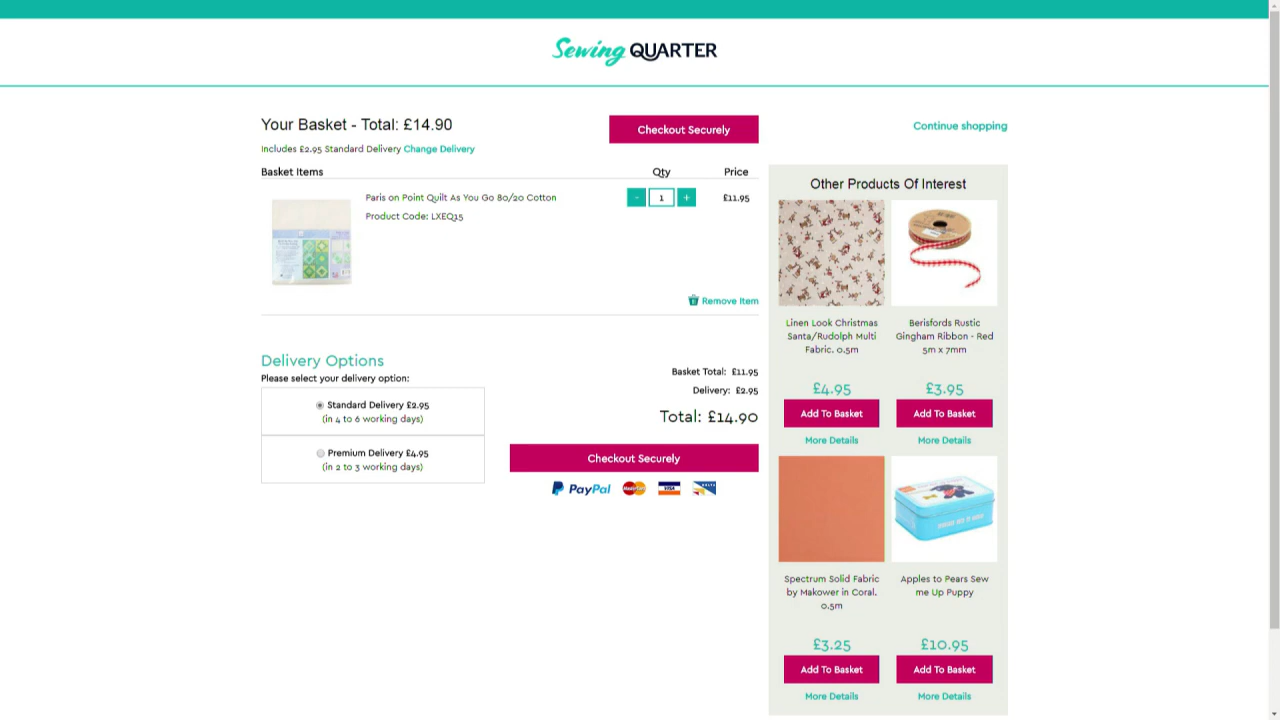 Sewing QUARTER
Your Basket - Total: £14.90
Checkout Securely
Continue shopping
Includes £2.95 Standard Delivery Change Delivery
Basket Items
Qty
Price
Paris on Point Quilt As You Go 80/20 Cotton
- 1 +
£11.95
Product Code: LXEQ15
Remove Item
Delivery Options
Please select your delivery option:
Standard Delivery £2.95
(in 4 to 6 working days)
Premium Delivery £4.95
(in 2 to 3 working days)
Basket Total: £11.95
Delivery: £2.95
Total: £14.90
Checkout Securely
PayPal MasterCard VISA DELTA
Other Products Of Interest
Linen Look Christmas
Santa/Rudolph Multi
Fabric. 0.5m
£4.95
Add To Basket
More Details
Berisfords Rustic
Gingham Ribbon - Red
5m x 7mm
£3.95
Add To Basket
More Details
Spectrum Solid Fabric
by Makower in Coral.
0.5m
£3.25
Add To Basket
More Details
Apples to Pears Sew
me Up Puppy
£10.95
Add To Basket
More Details